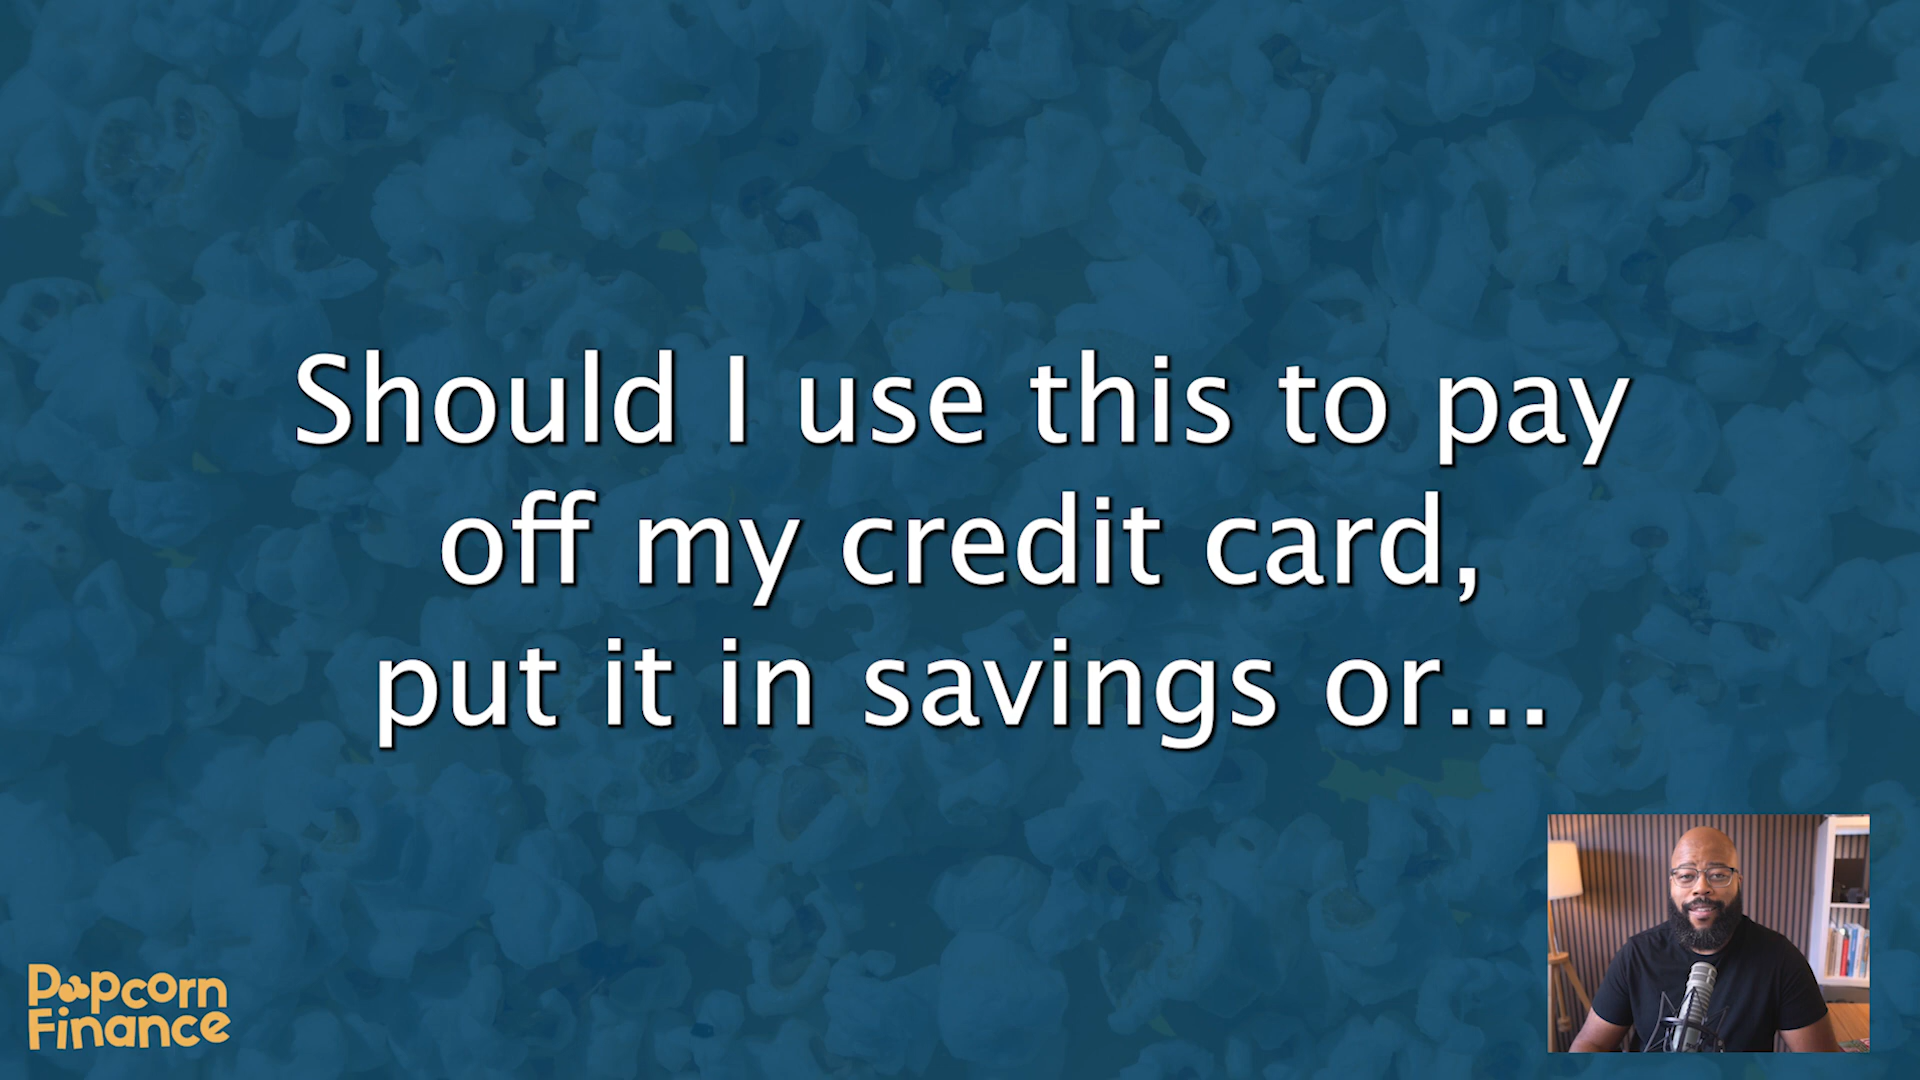 Should I use this to pay
off my credit card,
put it in savings or...
Popcorn
Finance